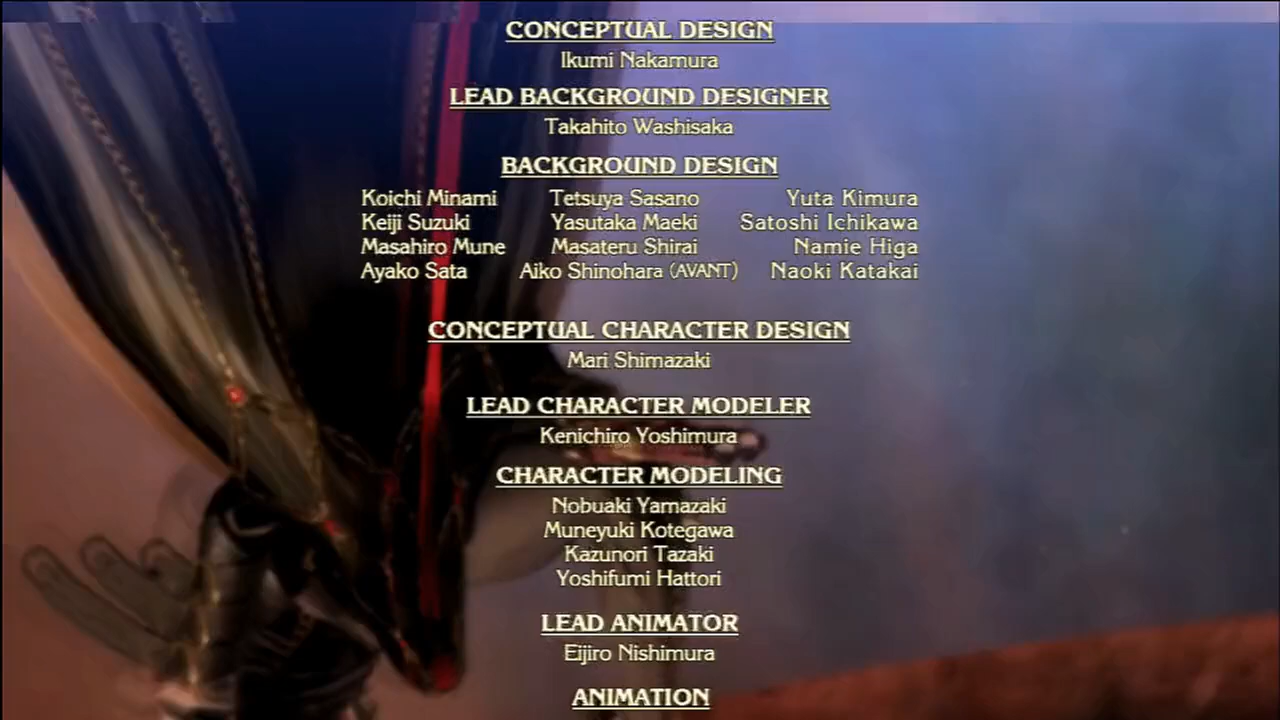 CONCEPTUAL DESIGN
Ikumi Nakamura
LEAD BACKGROUND DESIGNER
Takahito Washisaka
BACKGROUND DESIGN
Koichi Minami Tetsuya Sasano Yuta Kimura
Keiji Suzuki Yasutaka Maeki Satoshi Ichikawa
Masahiro Mune Masateru Shirai Namie Higa
Ayako Sata Aiko Shinohara (AVANT) Naoki Katakai
CONCEPTUAL CHARACTER DESIGN
Mari Shimazaki
LEAD CHARACTER MODELER
Kenichiro Yoshimura
CHARACTER MODELING
Nobuaki Yamazaki
Muneyuki Kotegawa
Kazunori Tazaki
Yoshifumi Hattori
LEAD ANIMATOR
Eijiro Nishimura
ANIMATION